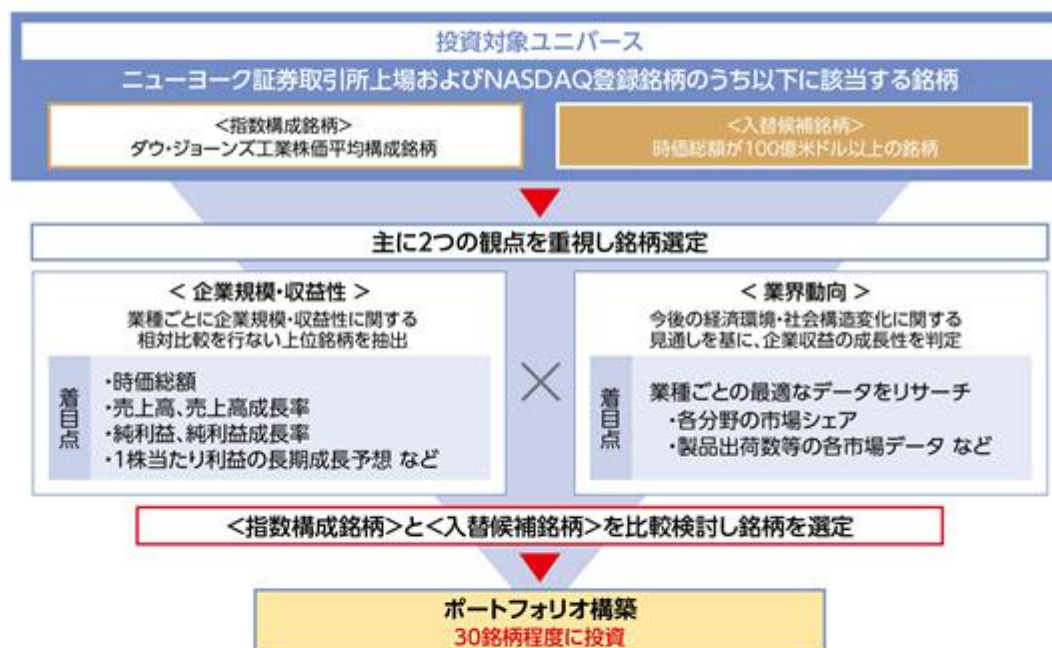 投資対象ユニバース
ニューヨーク証券取引所上場およびNASDAQ登録銘柄のうち以下に該当する銘柄
<指数構成銘柄>
ダウ・ジョーンズ工業株価平均構成銘柄
<入替候補銘柄>
時価総額が100億米ドル以上の銘柄
主に2つの観点を重視し銘柄選定
< 企業規模・収益性 >
業種ごとに企業規模・収益性に関する
相対比較を行ない上位銘柄を抽出
着目点
・時価総額
・売上高、売上高成長率
・純利益、純利益成長率
・1株当たり利益の長期成長予想 など
< 業界動向 >
今後の経済環境・社会構造変化に関する
見通しを基に、企業収益の成長性を判定
着目点
業種ごとの最適なデータをリサーチ
・各分野の市場シェア
・製品出荷数等の各市場データ など
<指数構成銘柄>と<入替候補銘柄>を比較検討し銘柄を選定
ポートフォリオ構築
30銘柄程度に投資